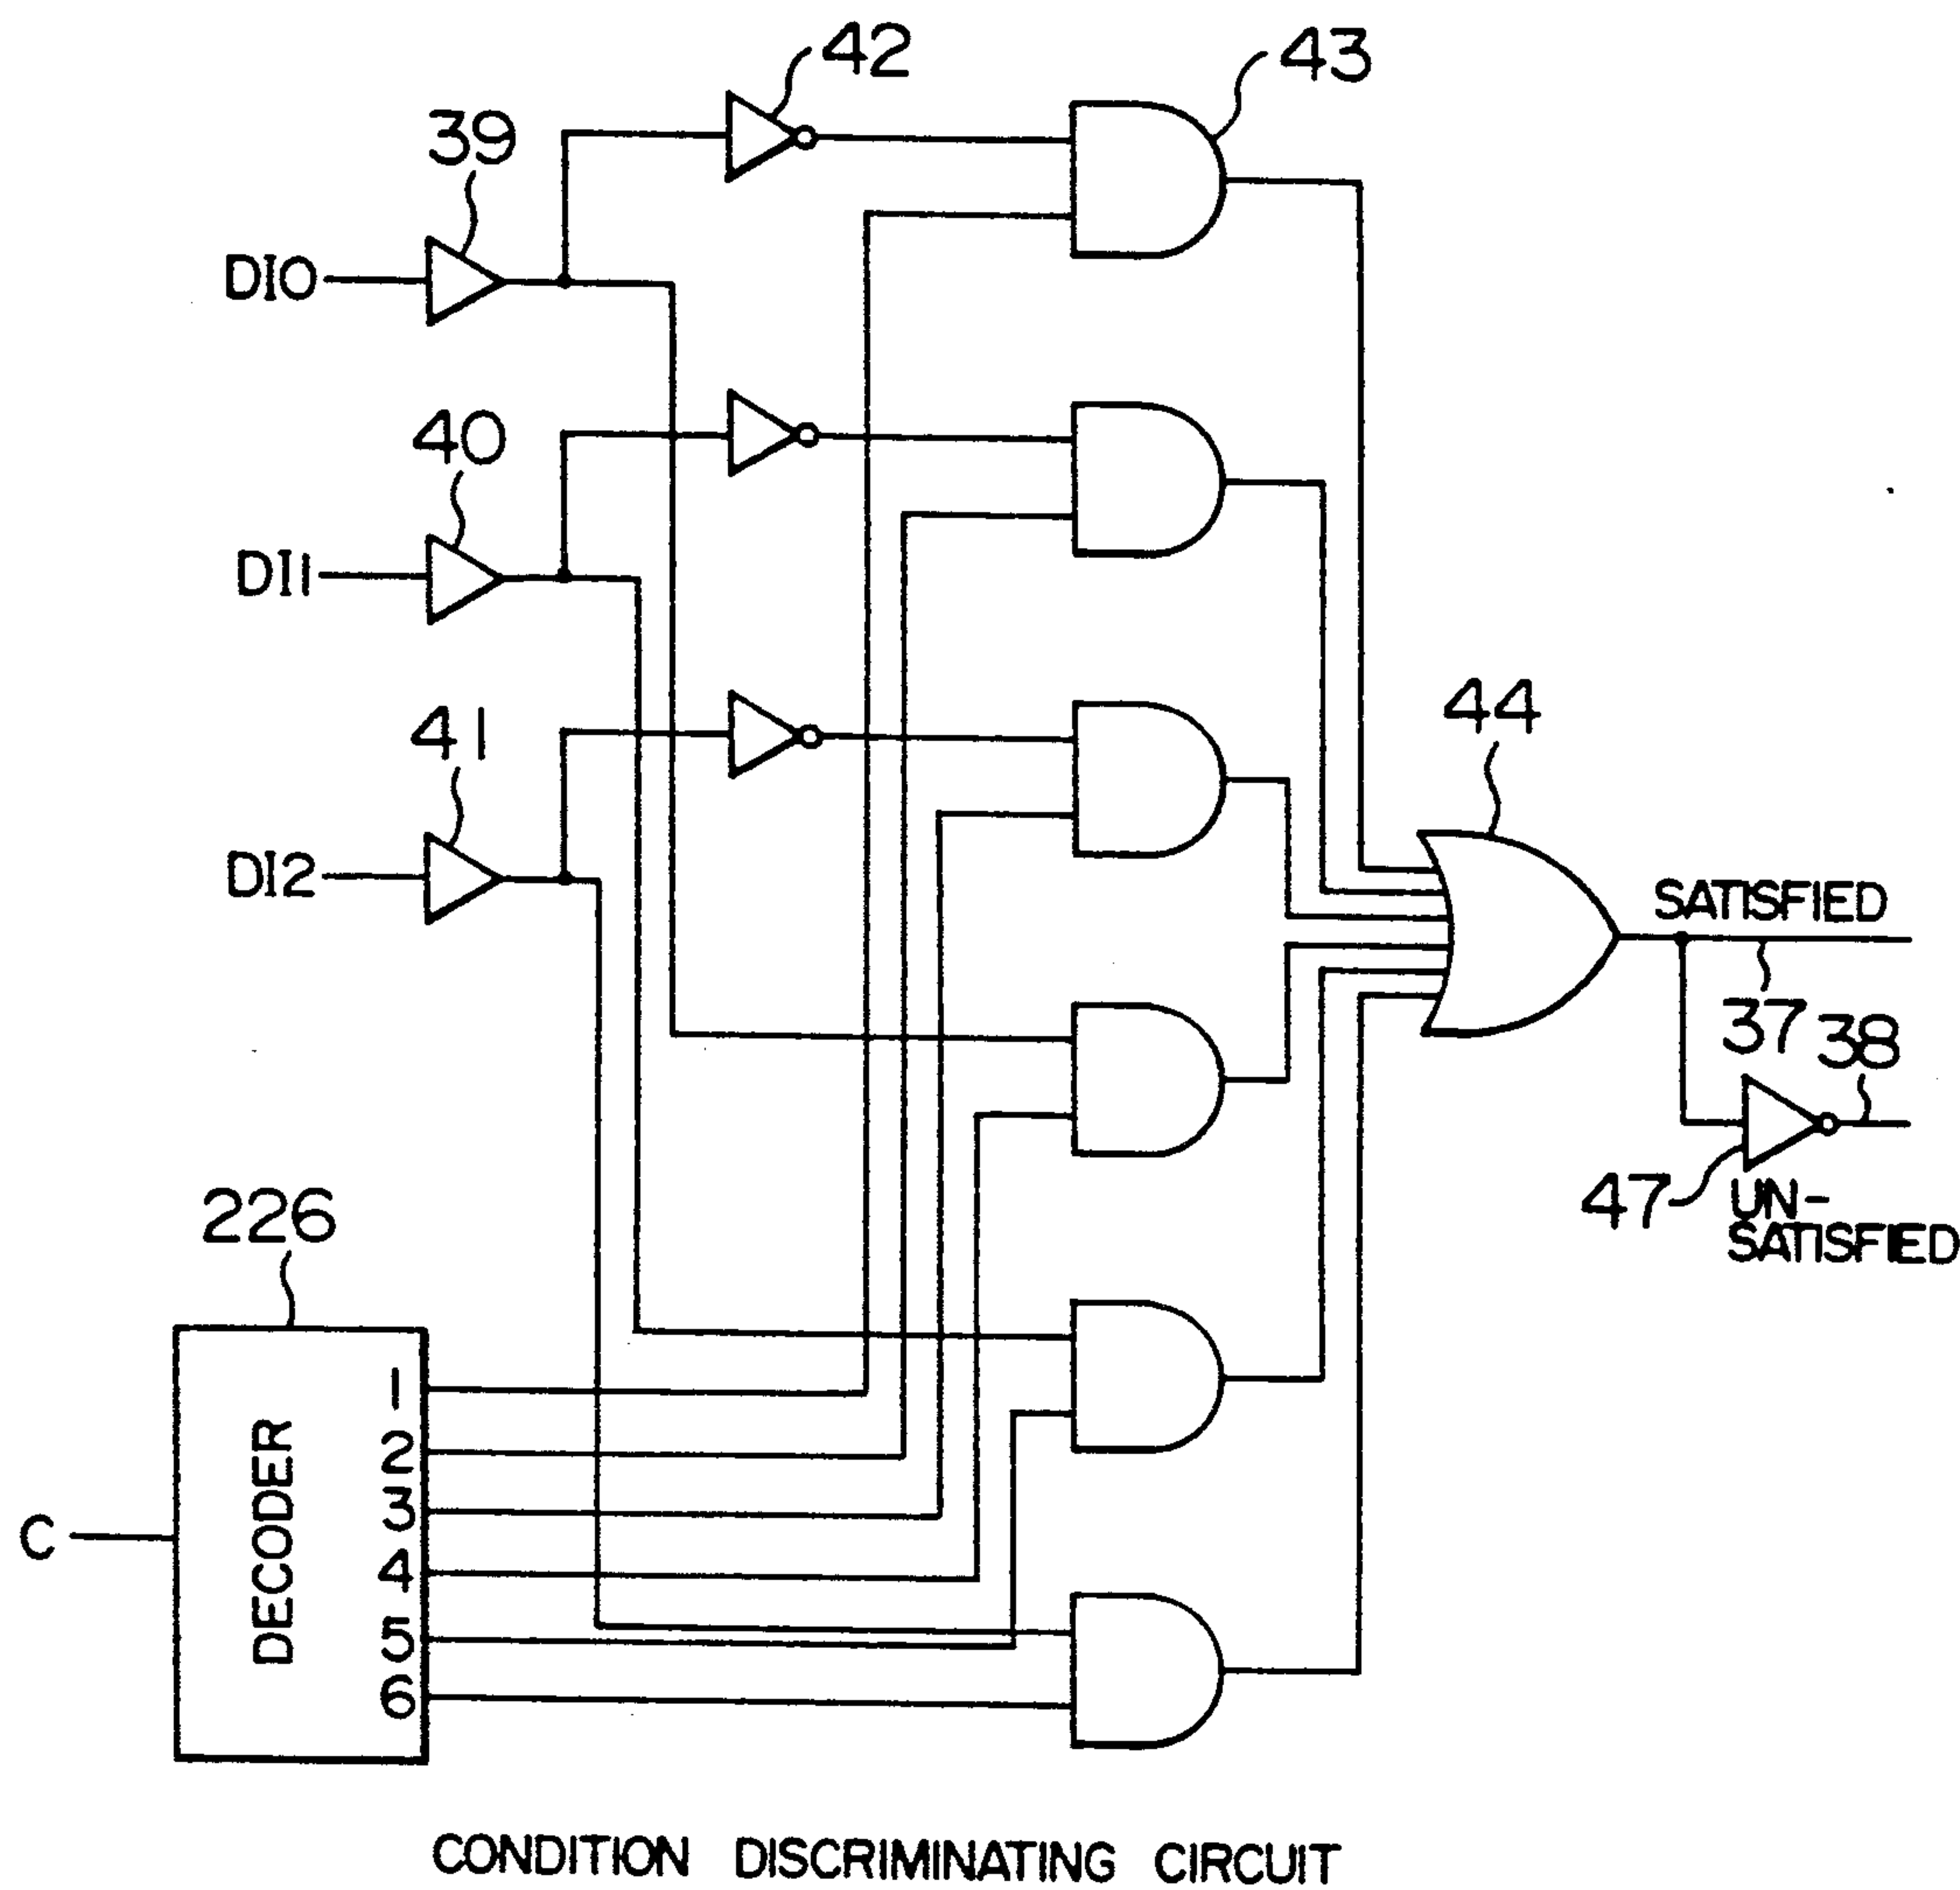 42
43
39
DI0
40
DI1
41
44
DI2
SATISFIED
37
38
47
UN-
SATISFIED
226
1
2
3
4
5
6
DECODER
C
CONDITION DISCRIMINATING CIRCUIT